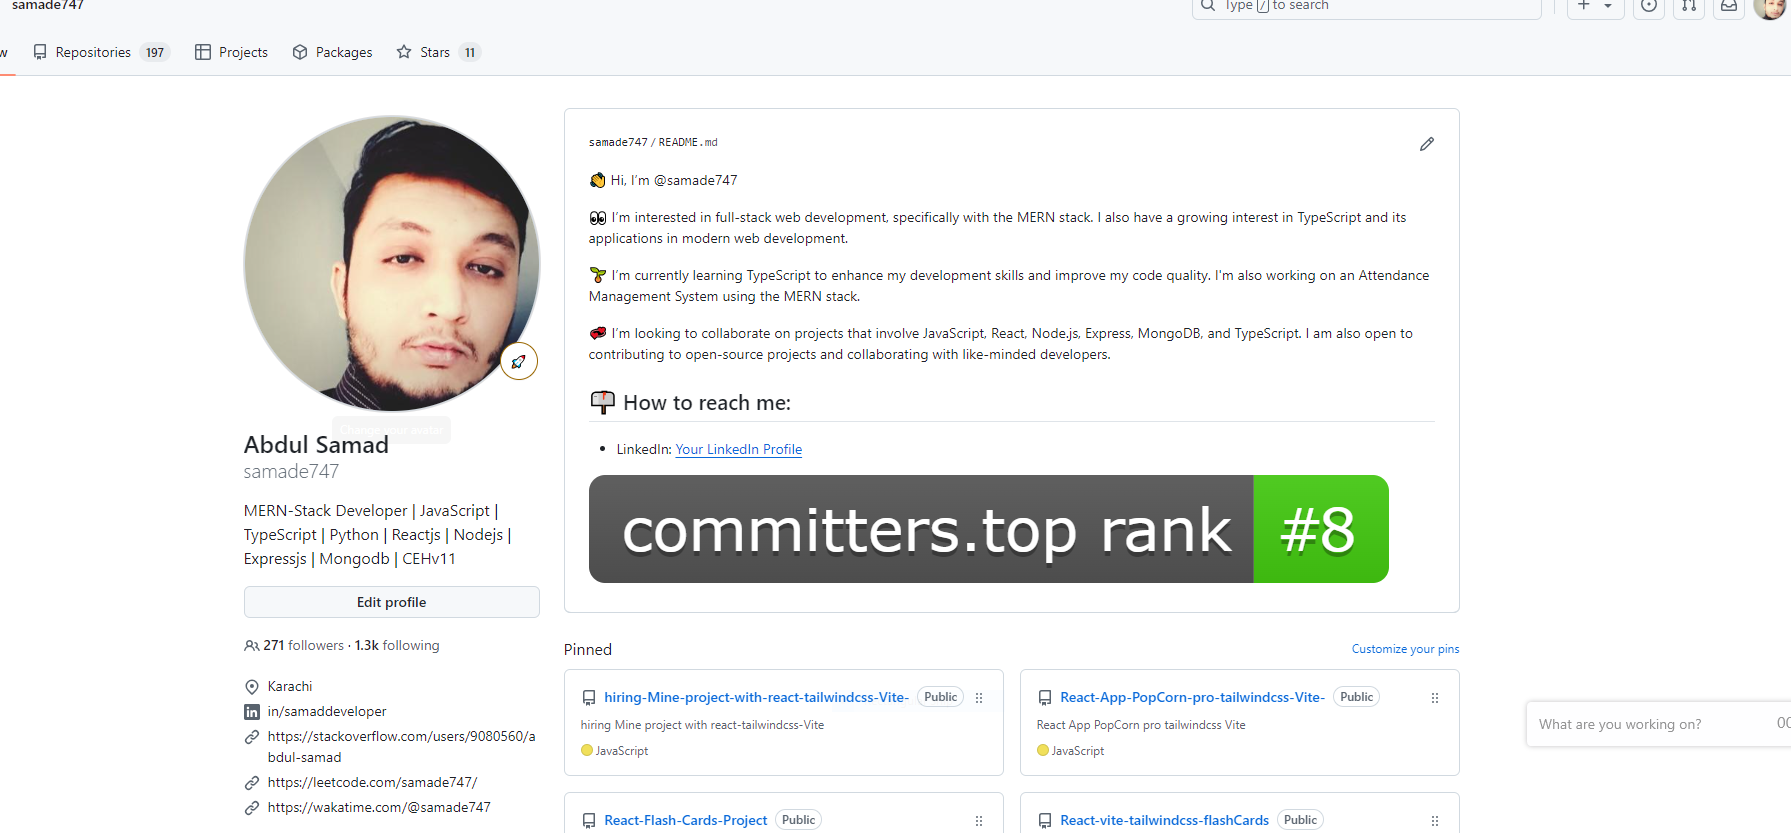 samade747
Type / to search
w
Repositories 197
Projects
Packages
Stars 11
samade747 / README.md
Hi, I'm @samade747
I'm interested in full-stack web development, specifically with the MERN stack. I also have a growing interest in TypeScript and its
applications in modern web development.
I'm currently learning TypeScript to enhance my development skills and improve my code quality. I'm also working on an Attendance
Management System using the MERN stack.
I'm looking to collaborate on projects that involve JavaScript, React, Node.js, Express, MongoDB, and TypeScript. I am also open to
contributing to open-source projects and collaborating with like-minded developers.
How to reach me:
LinkedIn: Your LinkedIn Profile
committers.top rank #8
Change your avatar
Abdul Samad
samade747
MERN-Stack Developer | JavaScript |
TypeScript | Python | Reactjs | Nodejs |
Expressjs | Mongodb | CEHv11
Edit profile
271 followers · 1.3k following
Karachi
in/samaddeveloper
https://stackoverflow.com/users/9080560/a
bdul-samad
https://leetcode.com/samade747/
https://wakatime.com/@samade747
Pinned
Customize your pins
hiring-Mine-project-with-react-tailwindcss-Vite- Public
hiring Mine project with react-tailwindcss-Vite
JavaScript
React-App-PopCorn-pro-tailwindcss-Vite- Public
React App PopCorn pro tailwindcss Vite
JavaScript
React-Flash-Cards-Project Public
React-vite-tailwindcss-flashCards Public
What are you working on?